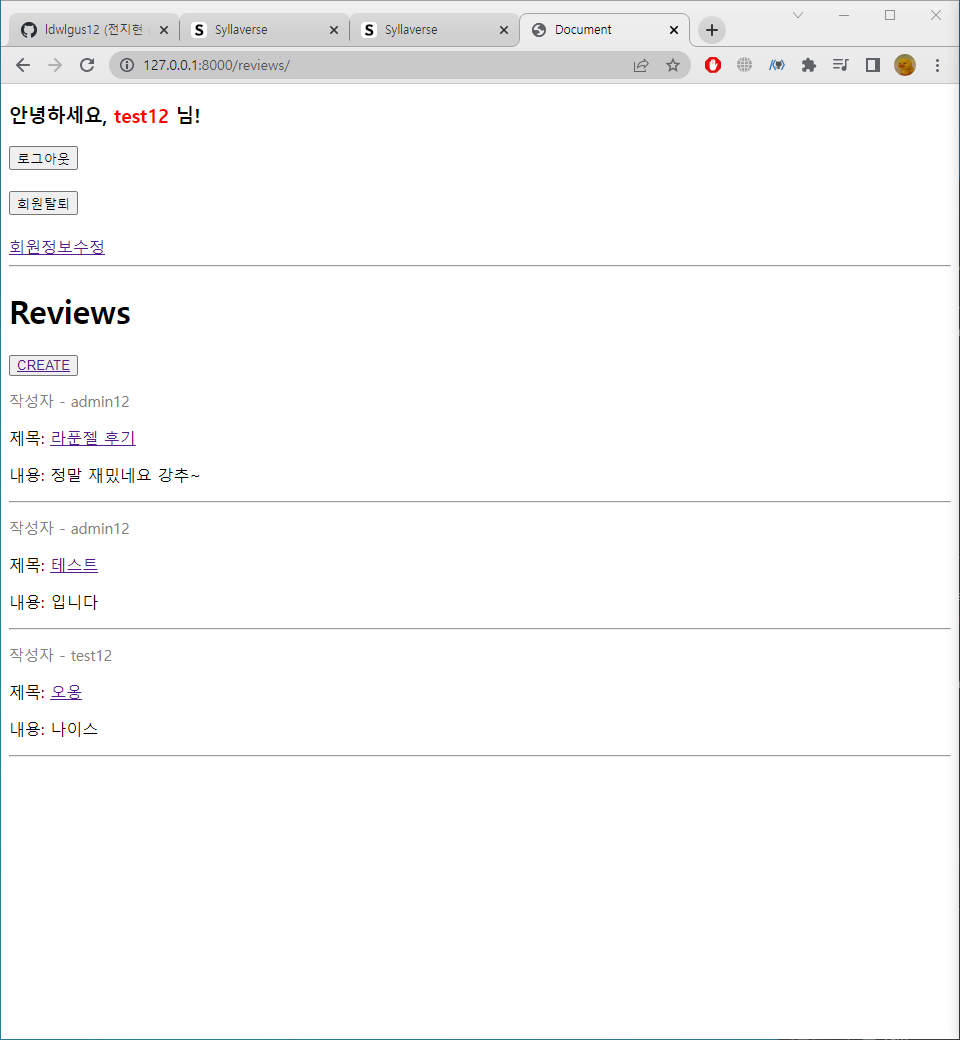 ldwlgus12 (전지현
Syllaverse
Syllaverse
Document
127.0.0.1:8000/reviews/
안녕하세요, test12 님!
로그아웃
회원탈퇴
회원정보수정
Reviews
CREATE
작성자 - admin12
제목: 라푼젤 후기
내용: 정말 재밌네요 강추~
작성자 - admin12
제목: 테스트
내용: 입니다
작성자 - test12
제목: 오옹
내용: 나이스